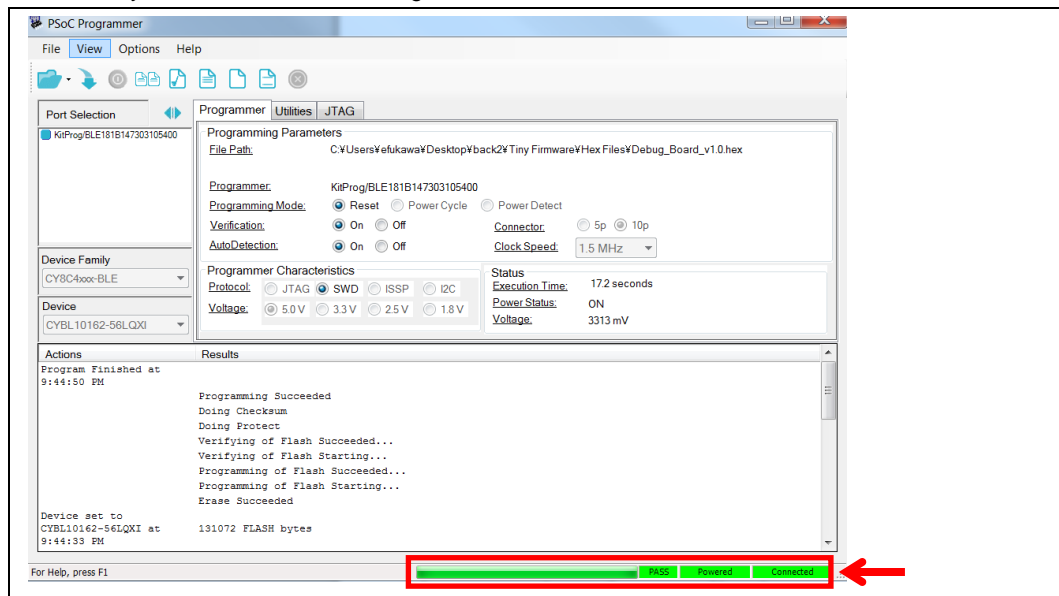 PSoC Programmer
File View Options Help
Port Selection
KitProg/BLE181B147303105400
Device Family
CY8C4xxx-BLE
Device
CYBL10162-56LQXI
Programmer Utilities JTAG
Programming Parameters
File Path: C:¥Users¥efukawa¥Desktop¥back2¥Tiny Firmware¥Hex Files¥Debug_Board_v1.0.hex
Programmer: KitProg/BLE181B147303105400
Programming Mode: Reset Power Cycle Power Detect
Verification: On Off Connector: 5p 10p
AutoDetection: On Off Clock Speed: 1.5 MHz
Programmer Characteristics
Protocol: JTAG SWD ISSP I2C
Voltage: 5.0 V 3.3 V 2.5 V 1.8 V
Status
Execution Time: 17.2 seconds
Power Status: ON
Voltage: 3313 mV
Actions Results
Program Finished at
9:44:50 PM
Programming Succeeded
Doing Checksum
Doing Protect
Verifying of Flash Succeeded...
Verifying of Flash Starting...
Programming of Flash Succeeded...
Programming of Flash Starting...
Erase Succeeded
Device set to
CYBL10162-56LQXI at 131072 FLASH bytes
9:44:33 PM
For Help, press F1 PASS Powered Connected